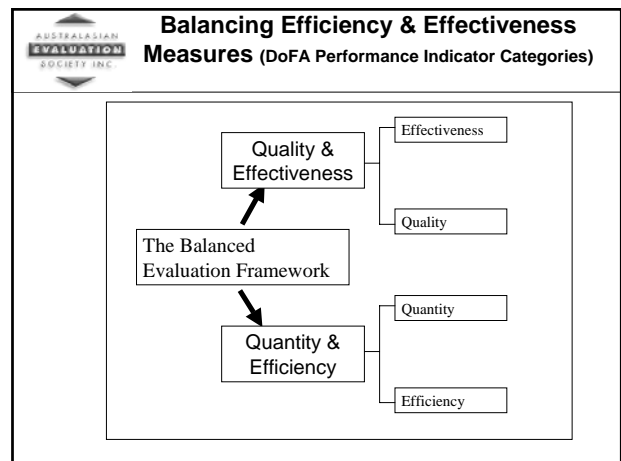 AUSTRALASIAN
EVALUATION
SOCIETY INC.
Balancing Efficiency & Effectiveness
Measures (DoFA Performance Indicator Categories)
Effectiveness
Quality &
Effectiveness
Quality
The Balanced
Evaluation Framework
Quantity
Quantity &
Efficiency
Efficiency